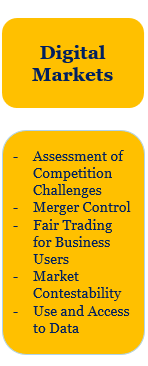 Digital
Markets
- Assessment of
Competition
Challenges
- Merger Control
- Fair Trading
for Business
Users
- Market
Contestability
- Use and Access
to Data